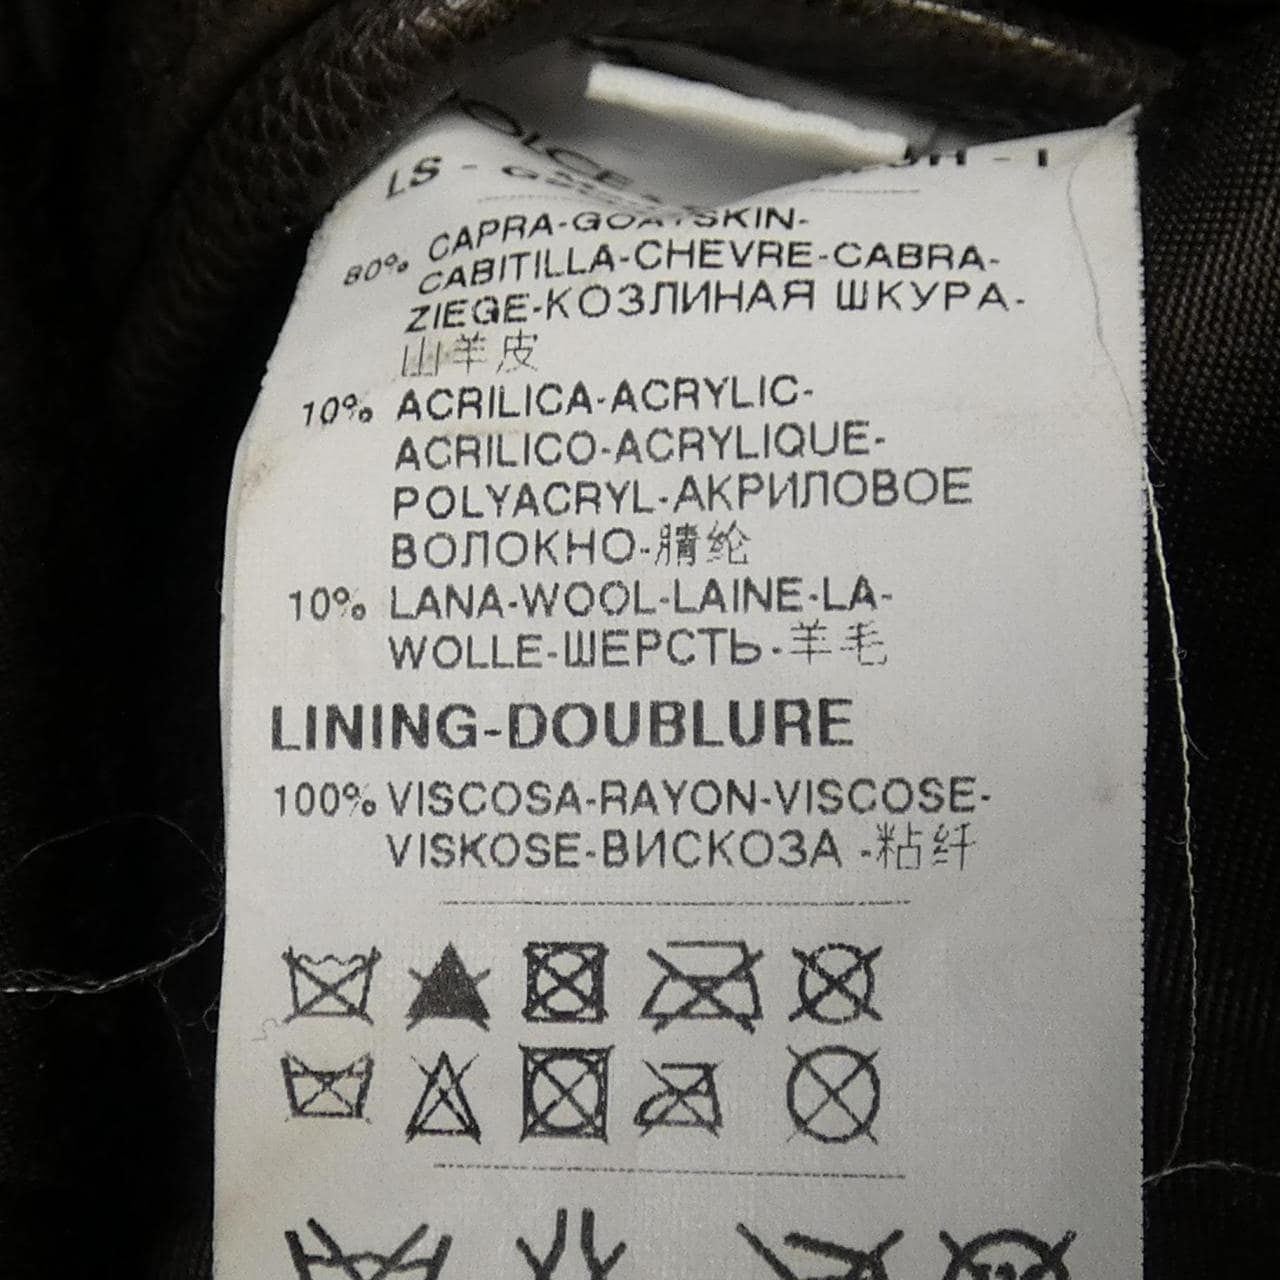 LS -
80% CAPRA-GOATSKIN-
CABITILLA-CHEVRE-CABRA-
ZIEGE-КОЗЛИНАЯ ШКУРА-
山羊皮
10% ACRILICA-ACRYLIC-
ACRILICO-ACRYLIQUE-
POLYACRYL-АКРИЛОВОЕ
ВОЛОКНО-腈纶
10% LANA-WOOL-LAINE-LA-
WOLLE-ШЕРСТЬ-羊毛
LINING-DOUBLURE
100% VISCOSA-RAYON-VISCOSE-
VISKOSE-ВИСКОЗА -粘纤